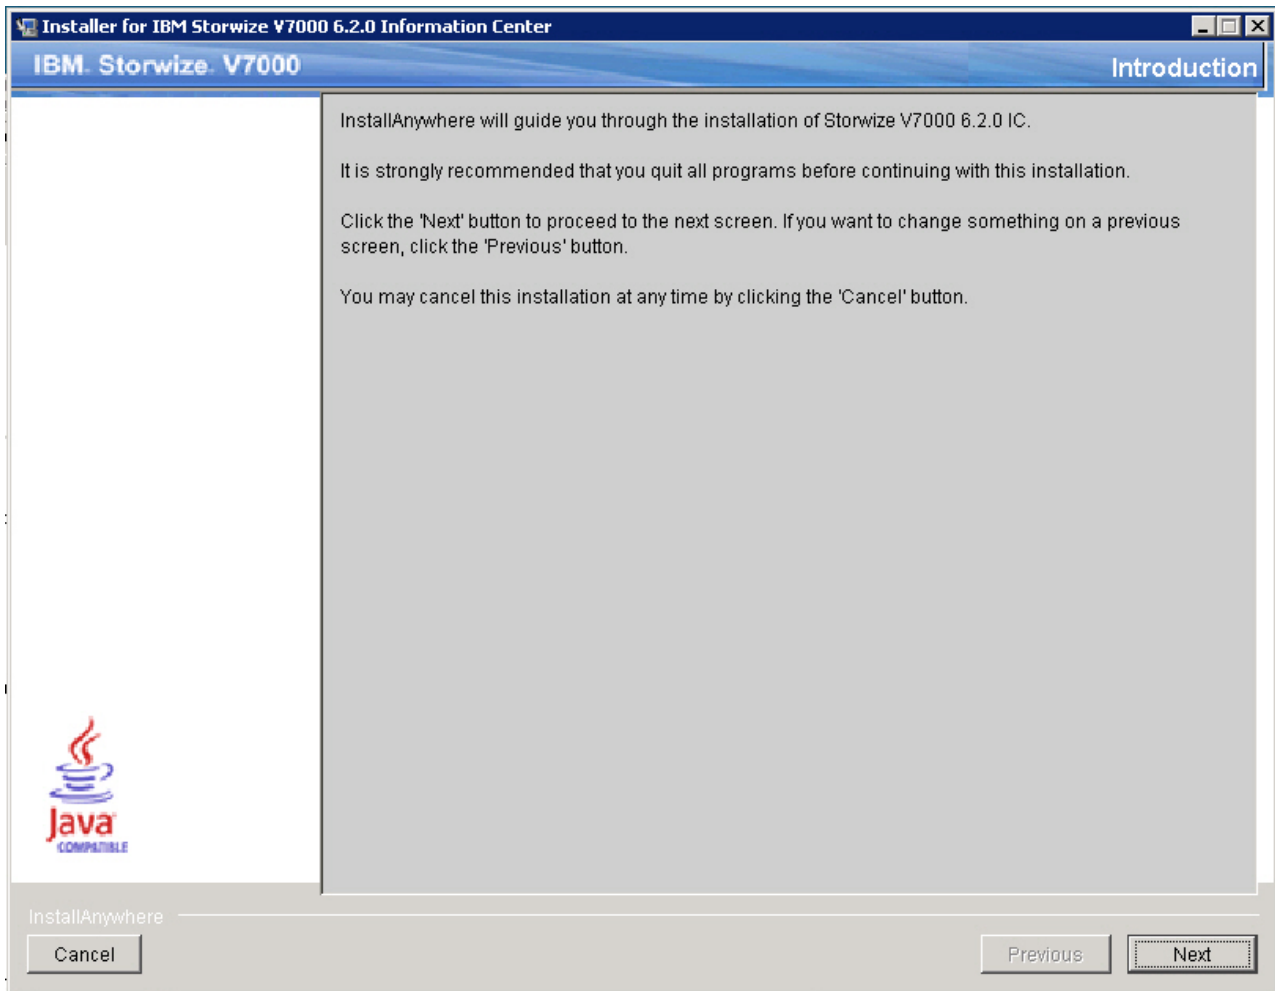 Installer for IBM Storwize V7000 6.2.0 Information Center
IBM. Storwize. V7000
Introduction
InstallAnywhere will guide you through the installation of Storwize V7000 6.2.0 IC.
It is strongly recommended that you quit all programs before continuing with this installation.
Click the 'Next' button to proceed to the next screen. If you want to change something on a previous
screen, click the 'Previous' button.
You may cancel this installation at any time by clicking the 'Cancel' button.
Java
COMPATIBLE
InstallAnywhere
Cancel
Previous
Next